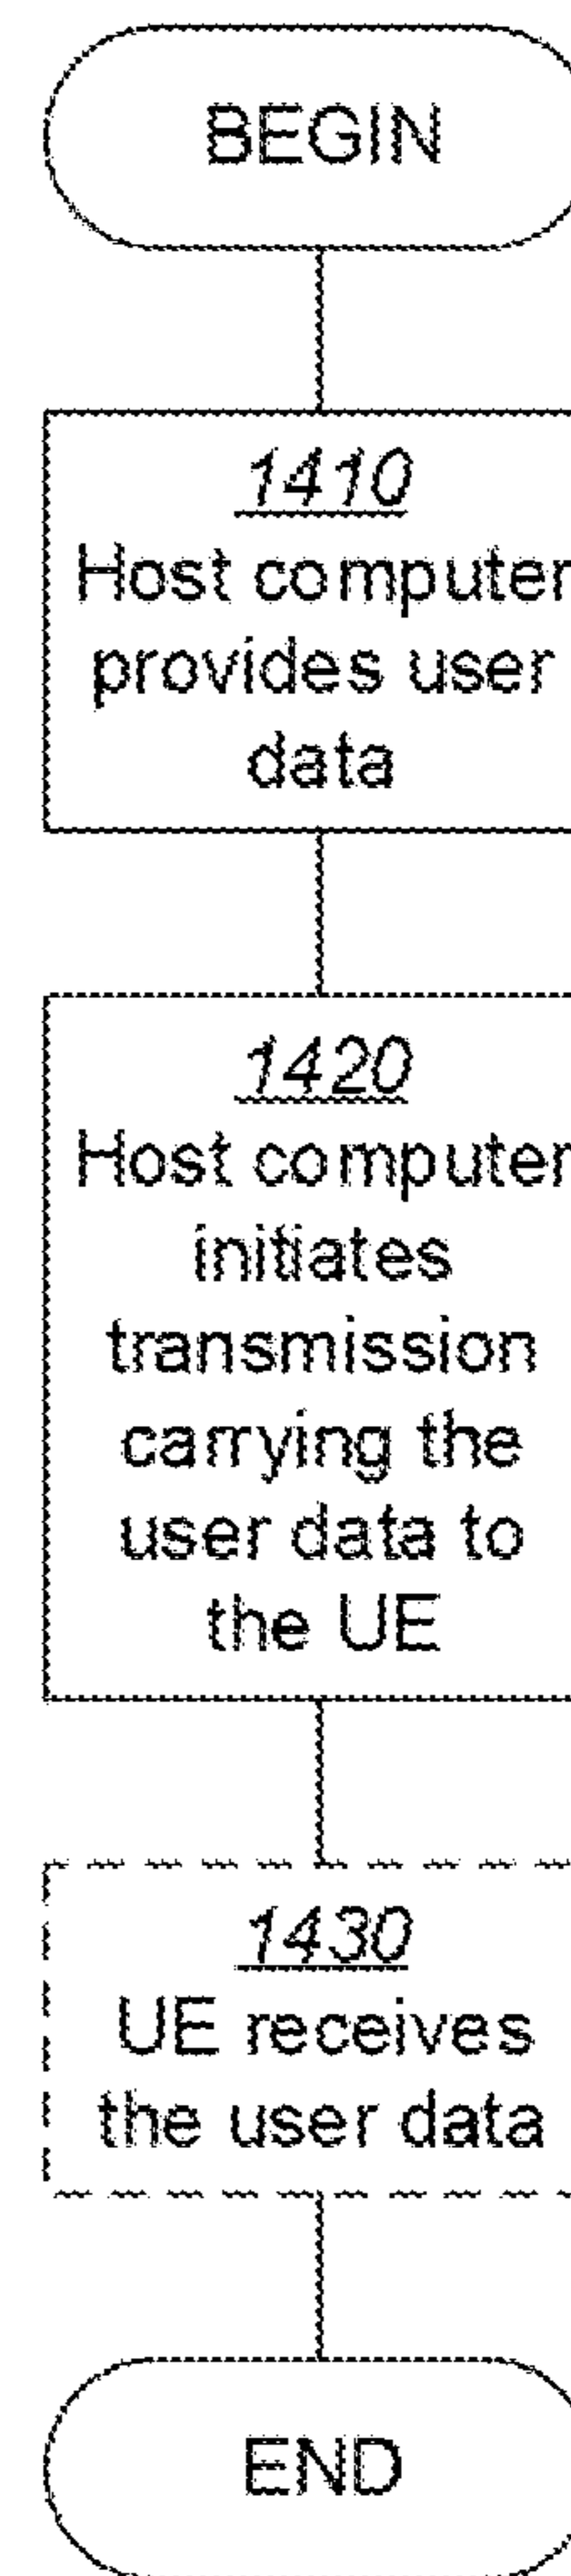 BEGIN
1410
Host computer
provides user
data
1420
Host computer
initiates
transmission
carrying the
user data to
the UE
1430
UE receives
the user data
END